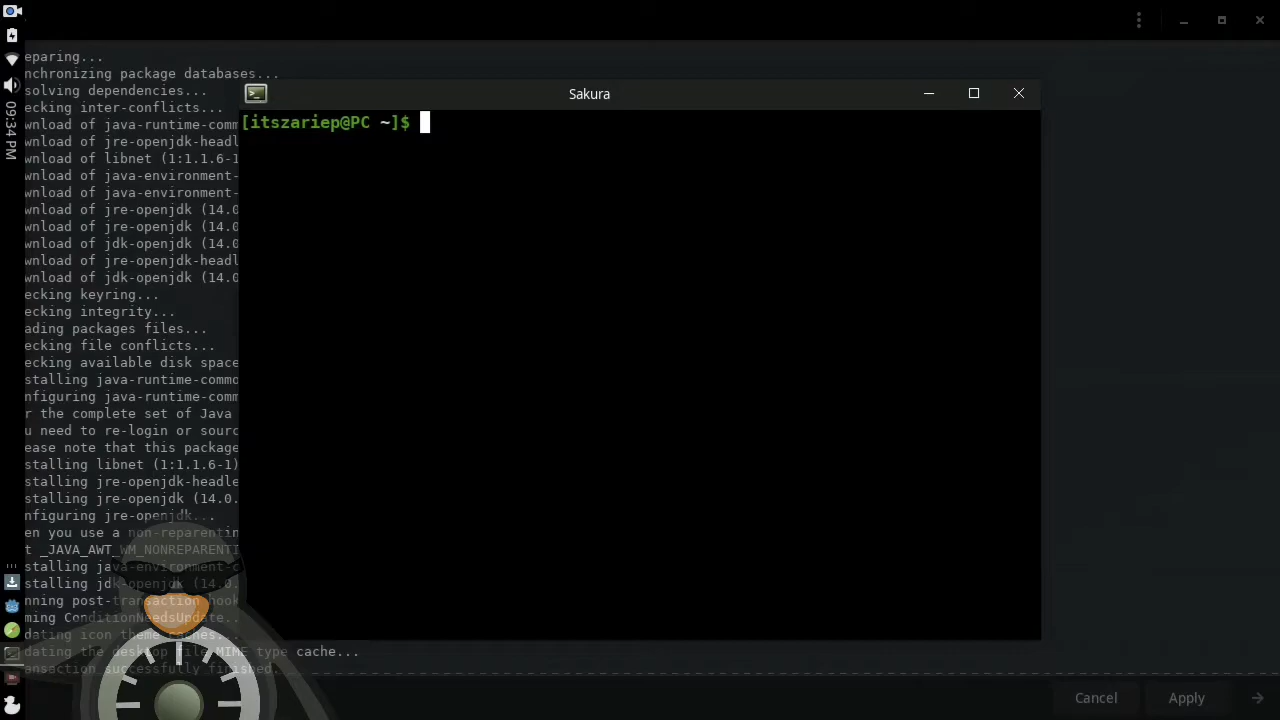 09:34 PM
eparing...
nchronizing package databases...
solving dependencies...
ecking inter-conflicts...
wnload of java-runtime-comm
wnload of jre-openjdk-headl
wnload of libnet (1:1.1.6-1
wnload of java-environment-
wnload of java-environment-
wnload of jre-openjdk (14.0
wnload of jre-openjdk (14.0
wnload of jdk-openjdk (14.0
wnload of jre-openjdk-headl
wnload of jdk-openjdk (14.0
ecking keyring...
ecking integrity...
ading packages files...
ecking file conflicts...
ecking available disk space
stalling java-runtime-commo
nfiguring java-runtime-comm
r the complete set of Java
u need to re-login or sourc
ease note that this package
stalling libnet (1:1.1.6-1)
stalling jre-openjdk-headle
stalling jre-openjdk (14.0.
nfiguring jre-openjdk...
en you use a non-reparentin
t _JAVA_AWT_WM_NONREPARENTI
stalling java-environment-c
stalling jdk-openjdk (14.0.
nning post-transaction hook
ming ConditionNeedsUpdate..
dating icon theme caches...
dating the desktop file MIME type cache...
ansaction successfully finished.
Sakura
[itszariep@PC ~]$
Cancel
Apply